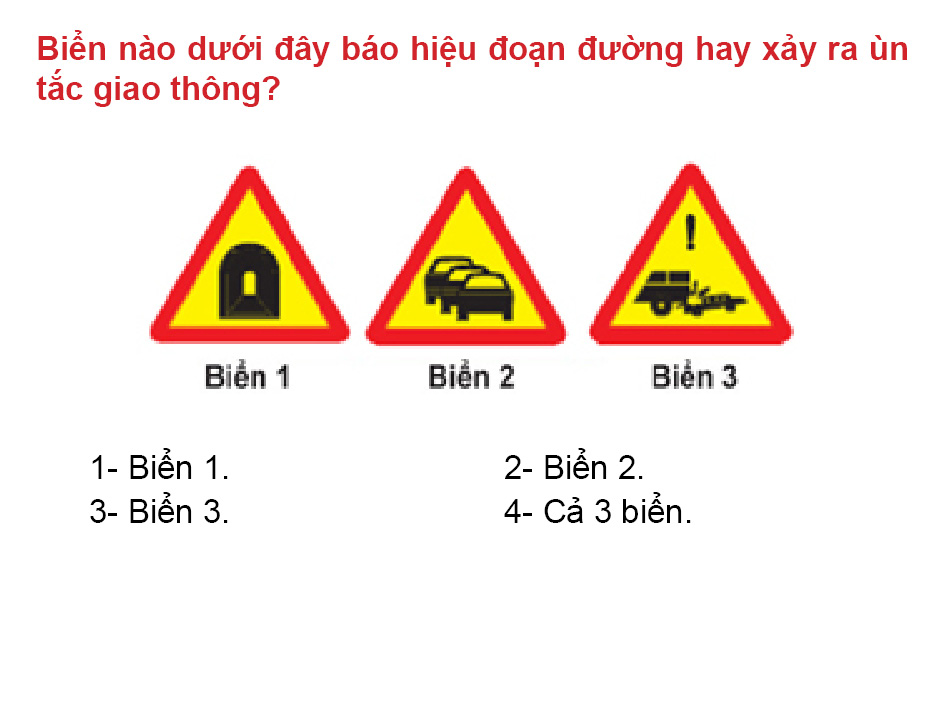 Biển nào dưới đây báo hiệu đoạn đường hay xảy ra ùn
tắc giao thông?
!
Biển 1 Biển 2 Biển 3
1- Biển 1. 2- Biển 2.
3- Biển 3. 4- Cả 3 biển.